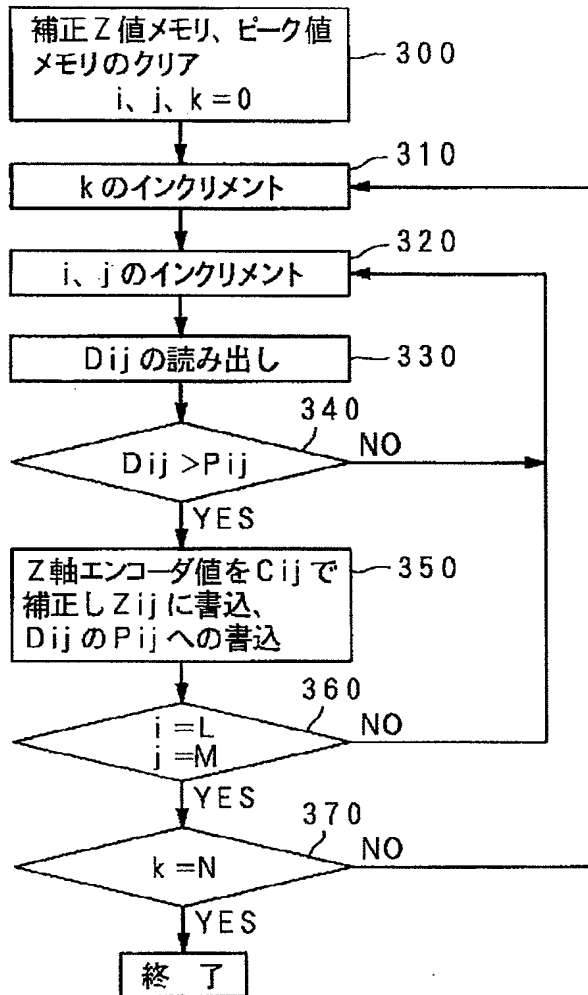 補正Z値メモリ、ピーク値
メモリのクリア
i、j、k=0
300
310
kのインクリメント
320
i、jのインクリメント
Dijの読み出し
330
340
Dij>Pij
NO
YES
Z軸エンコーダ値をCijで
補正しZijに書込、
DijのPijへの書込
350
360
i=L
j=M
NO
YES
370
k=N
NO
YES
終 了